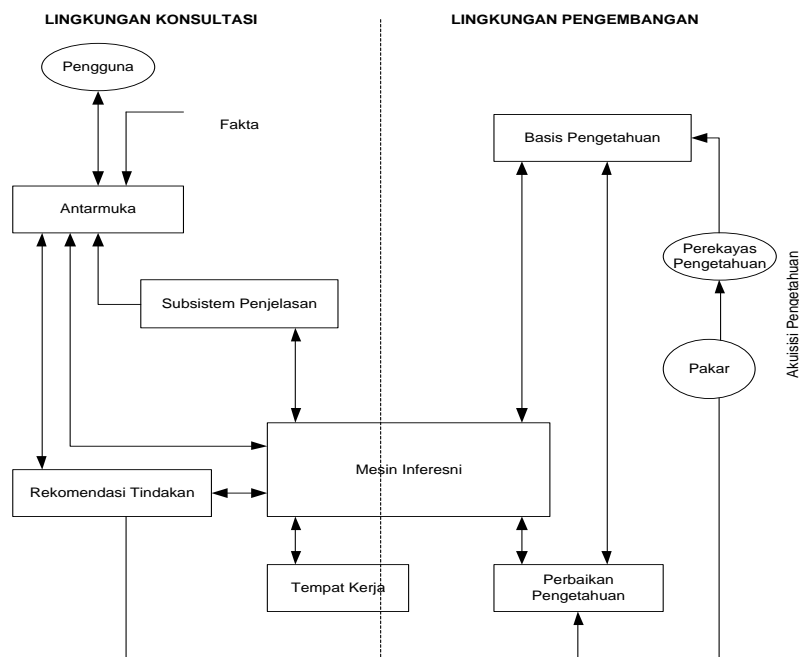 LINGKUNGAN KONSULTASI
LINGKUNGAN PENGEMBANGAN
Pengguna
Fakta
Basis Pengetahuan
Antarmuka
Perekayas
Pengetahuan
Subsistem Penjelasan
Akuisisi Pengetahuan
Pakar
Mesin Inferesni
Rekomendasi Tindakan
Tempat Kerja
Perbaikan
Pengetahuan